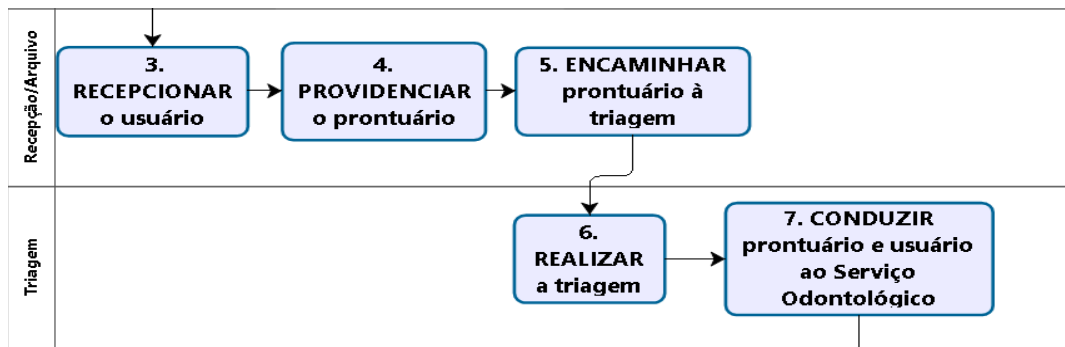 Recepção/Arquivo
3.
RECEPCIONAR
o usuário
4.
PROVIDENCIAR
o prontuário
5. ENCAMINHAR
prontuário à
triagem
Triagem
6.
REALIZAR
a triagem
7. CONDUZIR
prontuário e usuário
ao Serviço
Odontológico